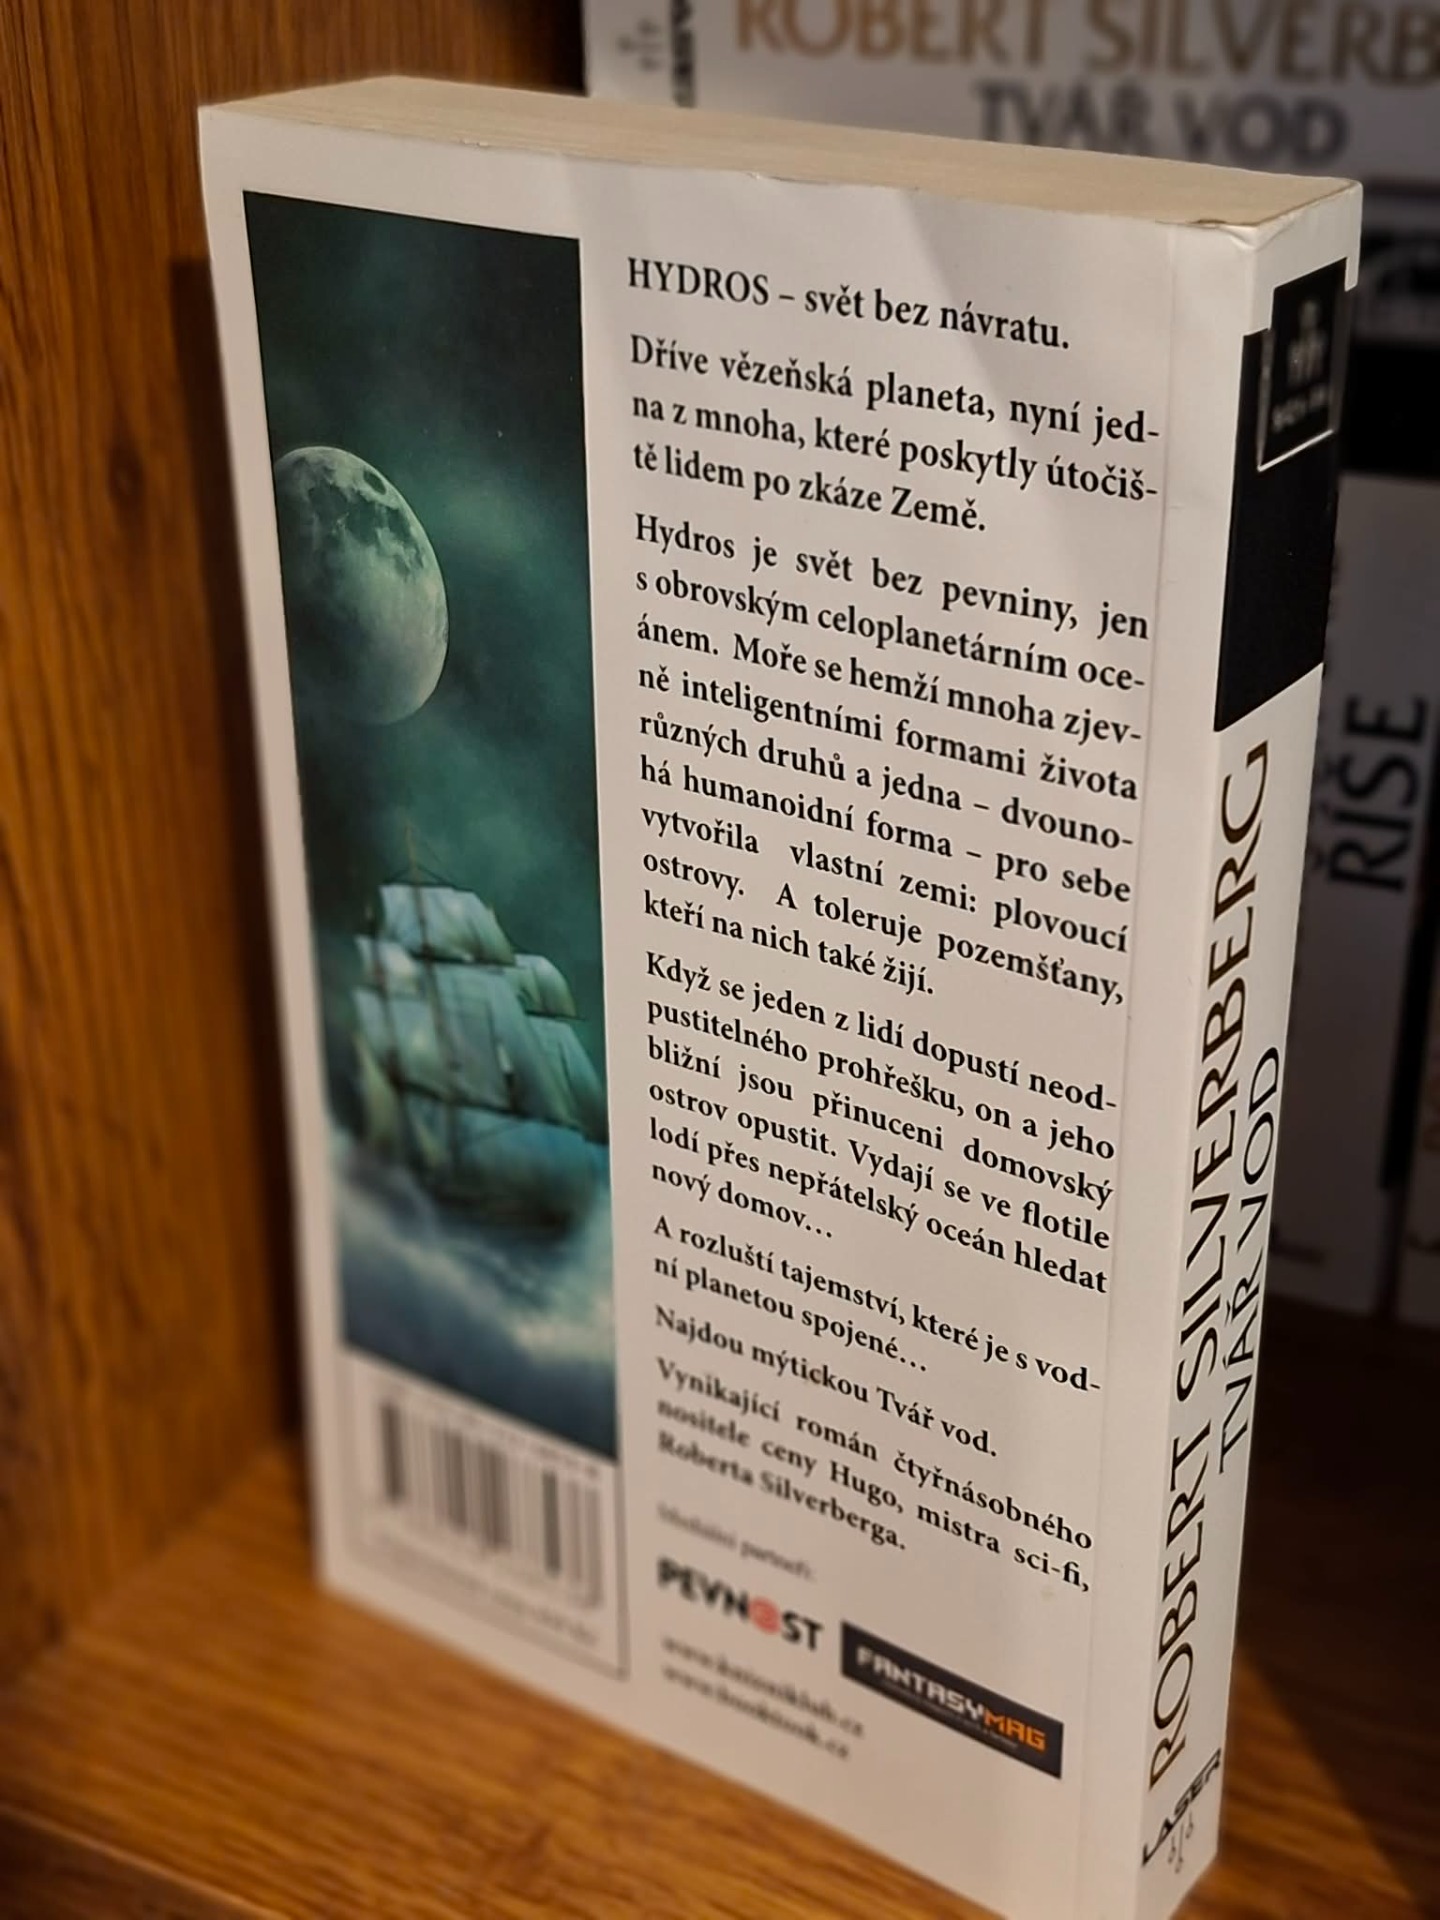 ROBERT SILVERB
TVÁŘ VOD
HYDROS – svět bez návratu.
Dříve vězeňská planeta, nyní jed-
na z mnoha, které poskytly útočiš-
tě lidem po zkáze Země.
Hydros je svět bez pevniny, jen
s obrovským celoplanetárním oce-
ánem. Moře se hemží mnoha zjev-
ně inteligentními formami života
různých druhů a jedna – dvouno-
há humanoidní forma – pro sebe
vytvořila vlastní zemi: plovoucí
ostrovy. A toleruje pozemšťany,
kteří na nich také žijí.
Když se jeden z lidí dopustí neod-
pustitelného prohřešku, on a jeho
bližní jsou přinuceni domovský
ostrov opustit. Vydají se ve flotile
lodí přes nepřátelský oceán hledat
nový domov…
A rozluští tajemství, které je s vod-
ní planetou spojené…
Najdou mýtickou Tvář vod.
Vynikající román čtyřnásobného
nositele ceny Hugo, mistra sci-fi,
Roberta Silverberga.
Mediální partneři:
PEVNOST
FANTASYMAG
ROBERT SILVERBERG
TVÁŘ VOD
LASER
ŘÍŠE